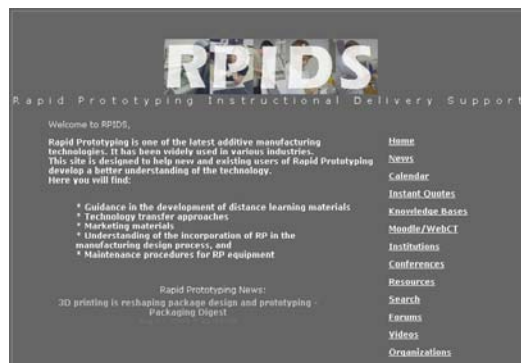 RPIDS
Rapid Prototyping Instructional Delivery Support
Welcome to RPIDS,
Rapid Prototyping is one of the latest additive manufacturing
technologies. It has been widely used in various industries.
This site is designed to help new and existing users of Rapid Prototyping
develop a better understanding of the technology.
Here you will find:
* Guidance in the development of distance learning materials
* Technology transfer approaches
* Marketing materials
* Understanding of the incorporation of RP in the
manufacturing design process, and
* Maintenance procedures for RP equipment
Rapid Prototyping News:
3D printing is reshaping package design and prototyping -
Packaging Digest
Home
News
Calendar
Instant Quotes
Knowledge Bases
Moodle/WebCT
Institutions
Conferences
Resources
Search
Forums
Videos
Organizations